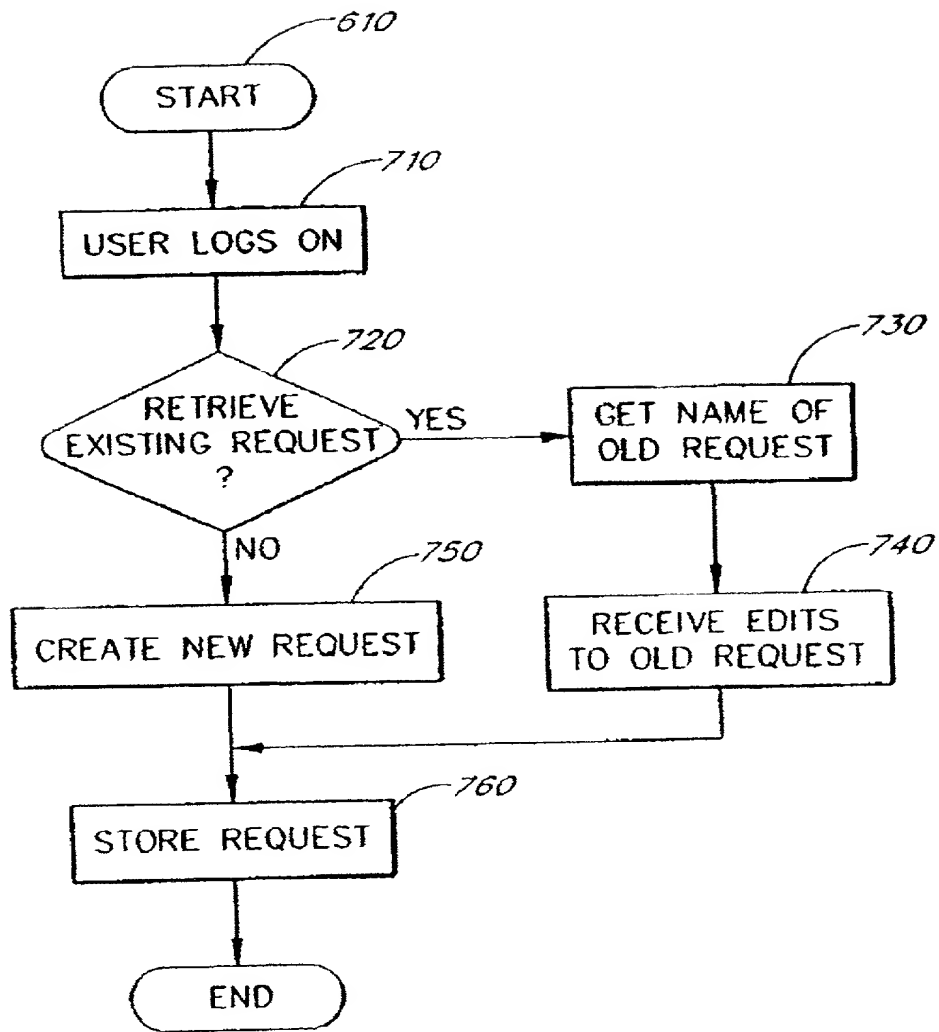 610
START
710
USER LOGS ON
720
RETRIEVE
EXISTING REQUEST
?
YES
730
GET NAME OF
OLD REQUEST
NO
750
CREATE NEW REQUEST
740
RECEIVE EDITS
TO OLD REQUEST
760
STORE REQUEST
END